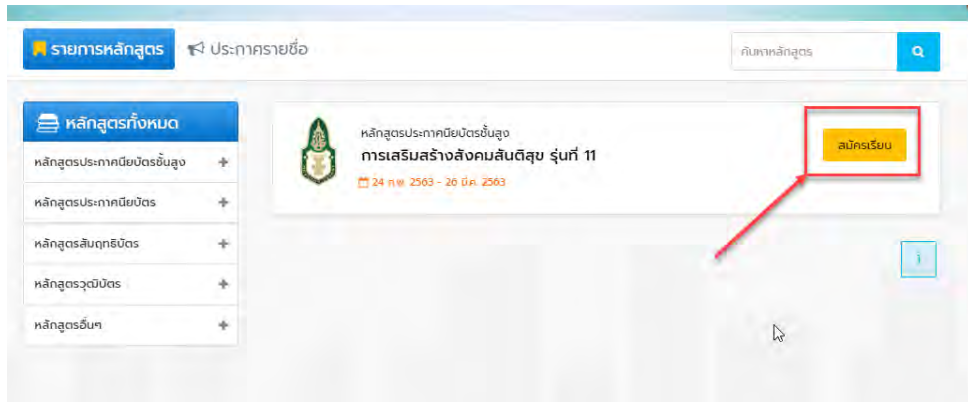 รายการหลักสูตร ประกาศรายชื่อ
ค้นหาหลักสูตร
หลักสูตรทั้งหมด
หลักสูตรประกาศนียบัตรชั้นสูง +
หลักสูตรประกาศนียบัตร +
หลักสูตรสัมฤทธิบัตร +
หลักสูตรวุฒิบัตร +
หลักสูตรอื่นๆ +
หลักสูตรประกาศนียบัตรชั้นสูง
การเสริมสร้างสังคมสันติสุข รุ่นที่ 11
24 ก.พ. 2563 - 26 มี.ค. 2563
สมัครเรียน
1